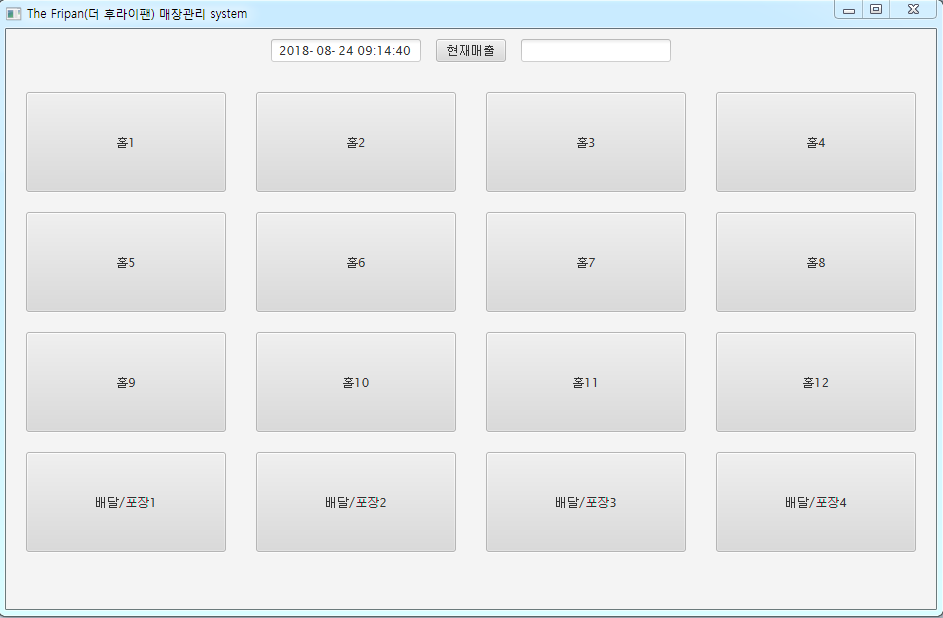 The Fripan(더 후라이팬) 매장관리 system
2018- 08- 24 09:14:40 현재매출
홀1 홀2 홀3 홀4
홀5 홀6 홀7 홀8
홀9 홀10 홀11 홀12
배달/포장1 배달/포장2 배달/포장3 배달/포장4